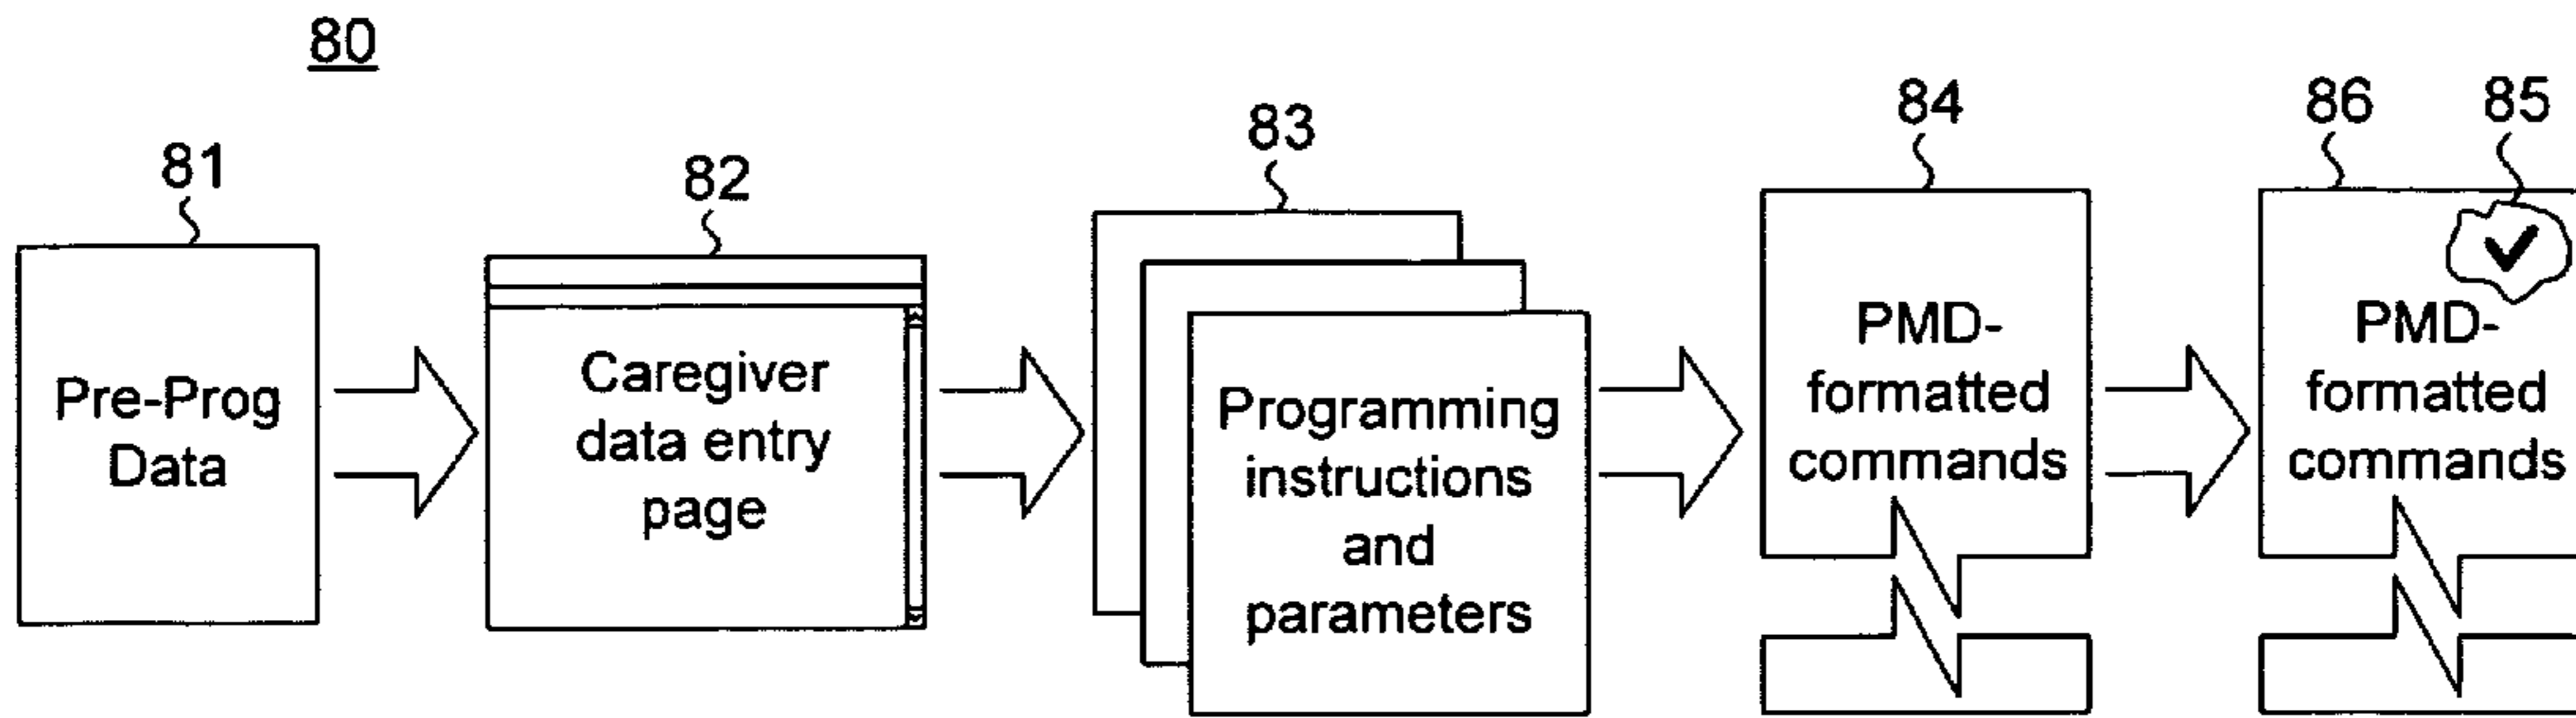 80
81
Pre-Prog
Data
82
Caregiver
data entry
page
83
Programming
instructions
and
parameters
84
PMD-
formatted
commands
86
85
PMD-
formatted
commands